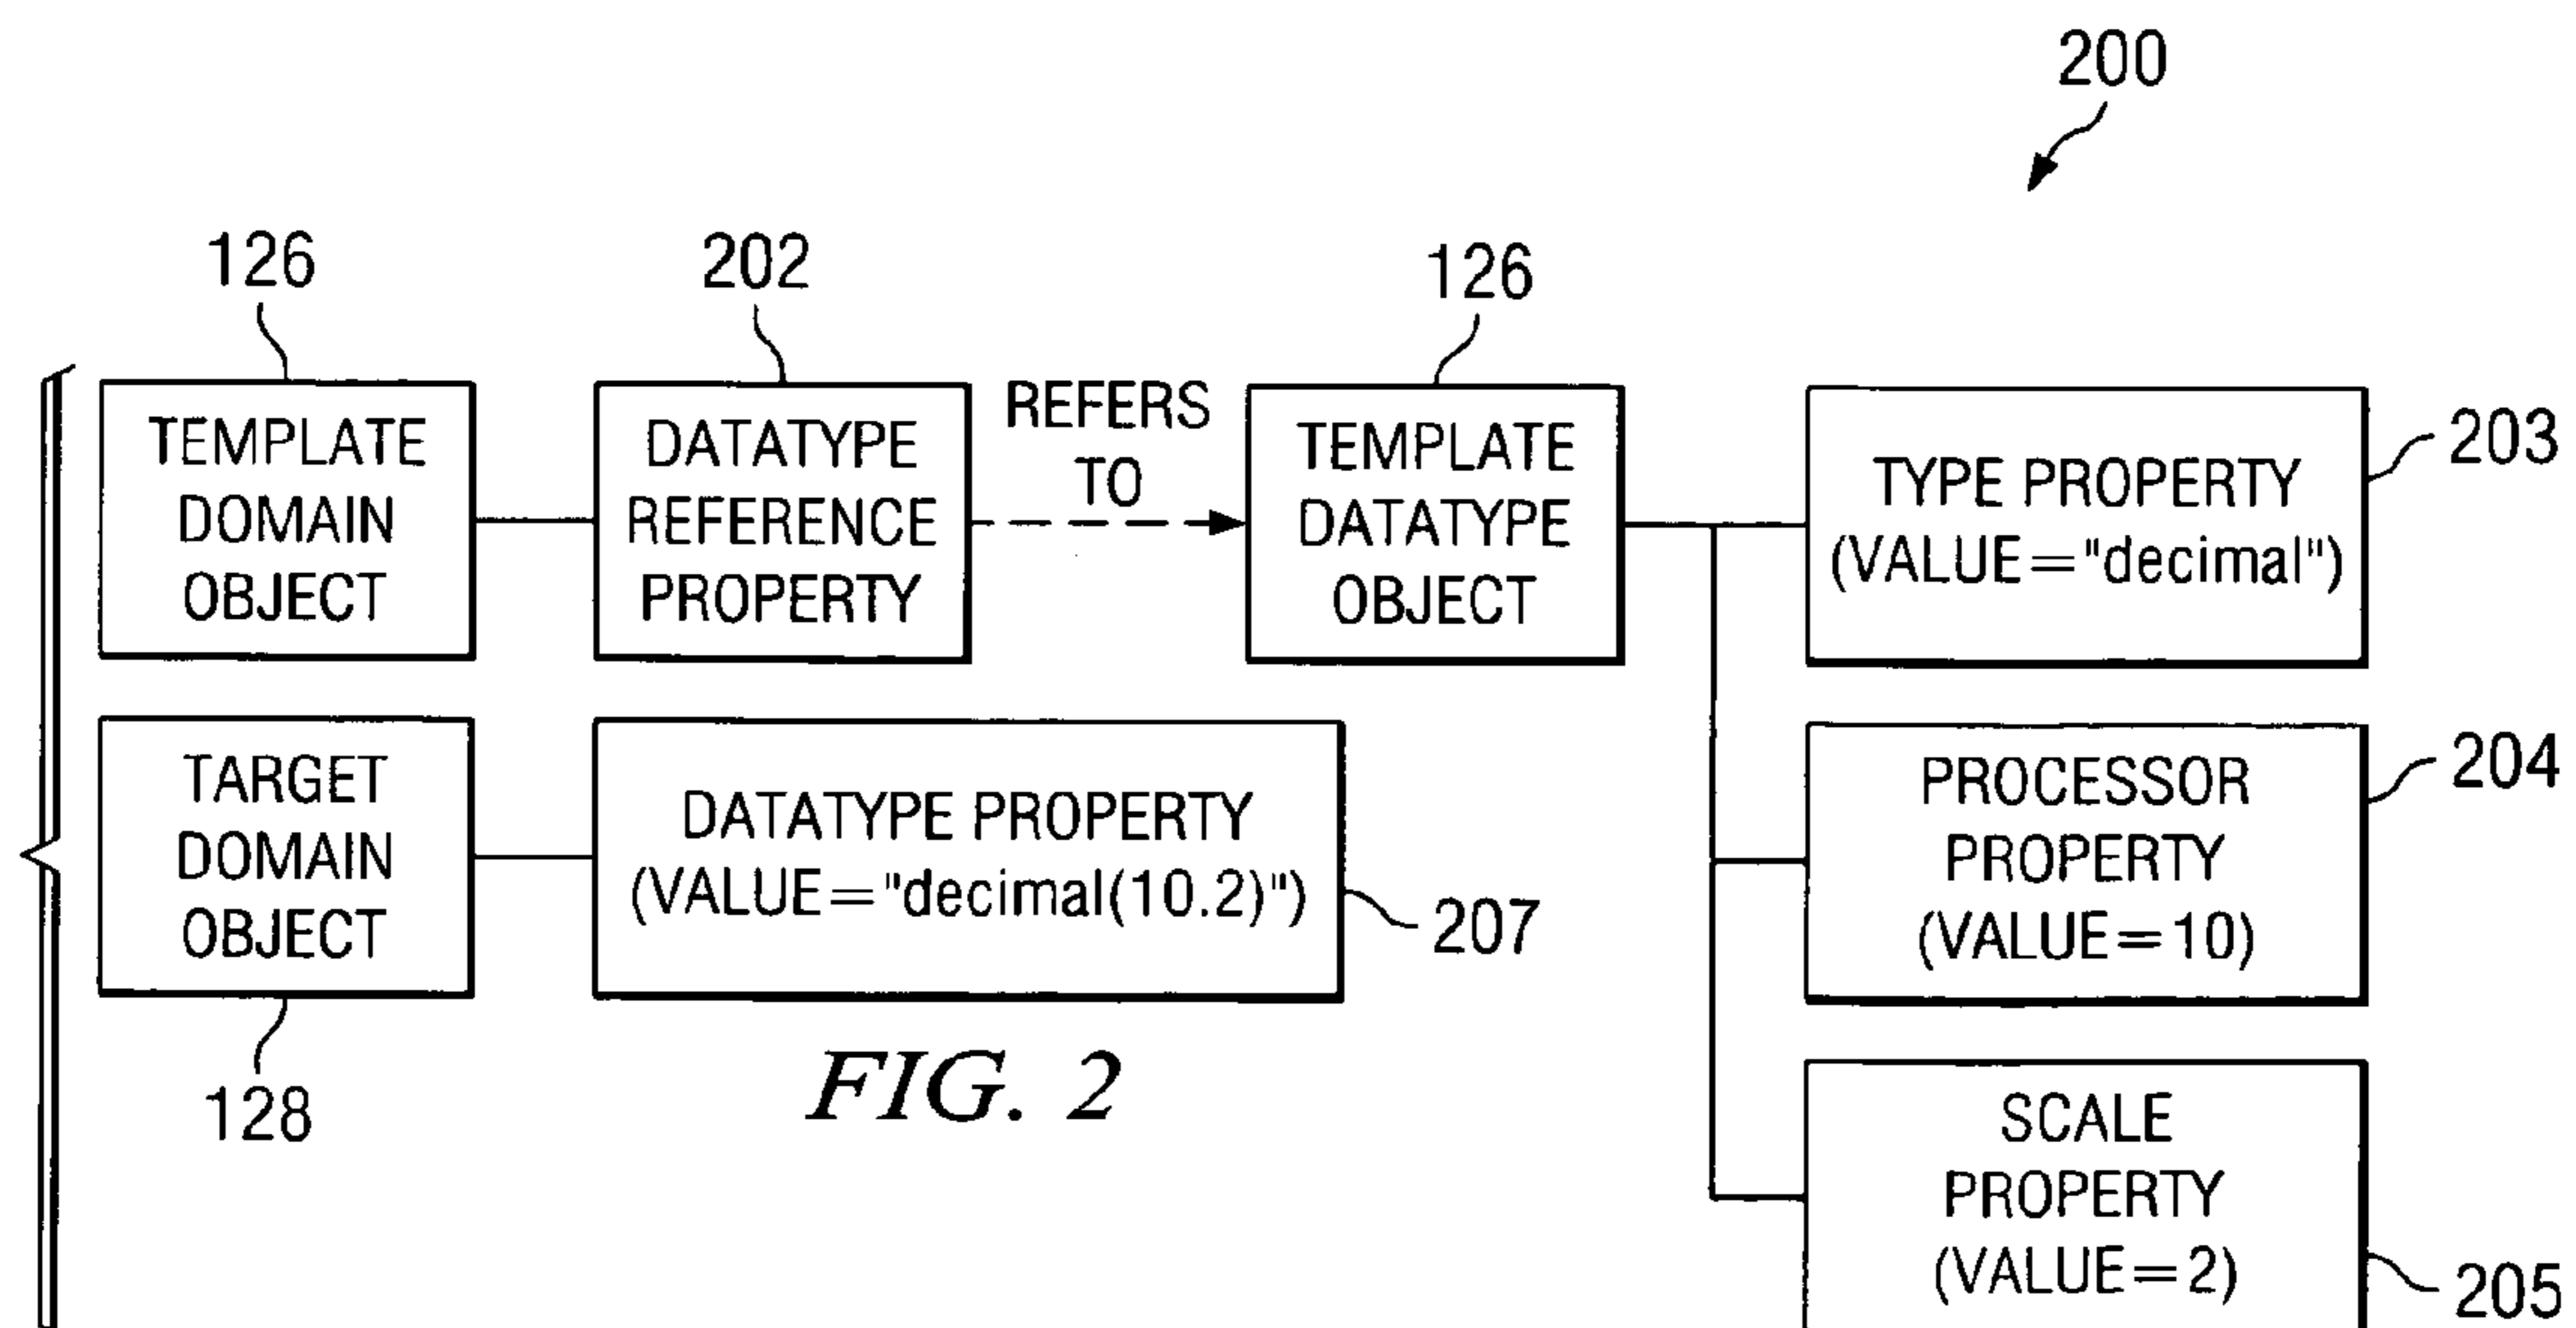 200
126
202
126
TEMPLATE
DOMAIN
OBJECT
DATATYPE
REFERENCE
PROPERTY
REFERS
TO
TEMPLATE
DATATYPE
OBJECT
TYPE PROPERTY
(VALUE="decimal")
203
TARGET
DOMAIN
OBJECT
128
DATATYPE PROPERTY
(VALUE="decimal(10.2)")
207
PROCESSOR
PROPERTY
(VALUE=10)
204
SCALE
PROPERTY
(VALUE=2)
205
FIG. 2